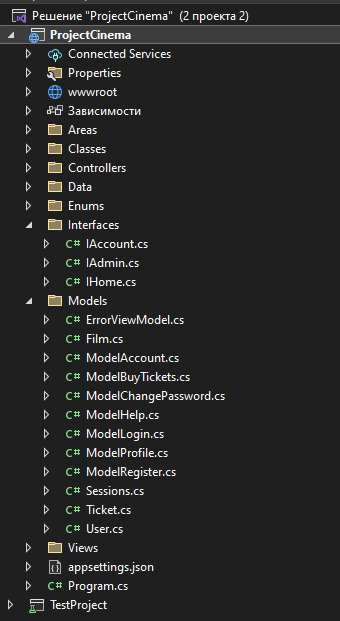 Решение "ProjectCinema" (2 проекта 2)
ProjectCinema
Connected Services
Properties
wwwroot
Зависимости
Areas
Classes
Controllers
Data
Enums
Interfaces
C# IAccount.cs
C# IAdmin.cs
C# IHome.cs
Models
C# ErrorViewModel.cs
C# Film.cs
C# ModelAccount.cs
C# ModelBuyTickets.cs
C# ModelChangePassword.cs
C# ModelHelp.cs
C# ModelLogin.cs
C# ModelProfile.cs
C# ModelRegister.cs
C# Sessions.cs
C# Ticket.cs
C# User.cs
Views
appsettings.json
C# Program.cs
TestProject